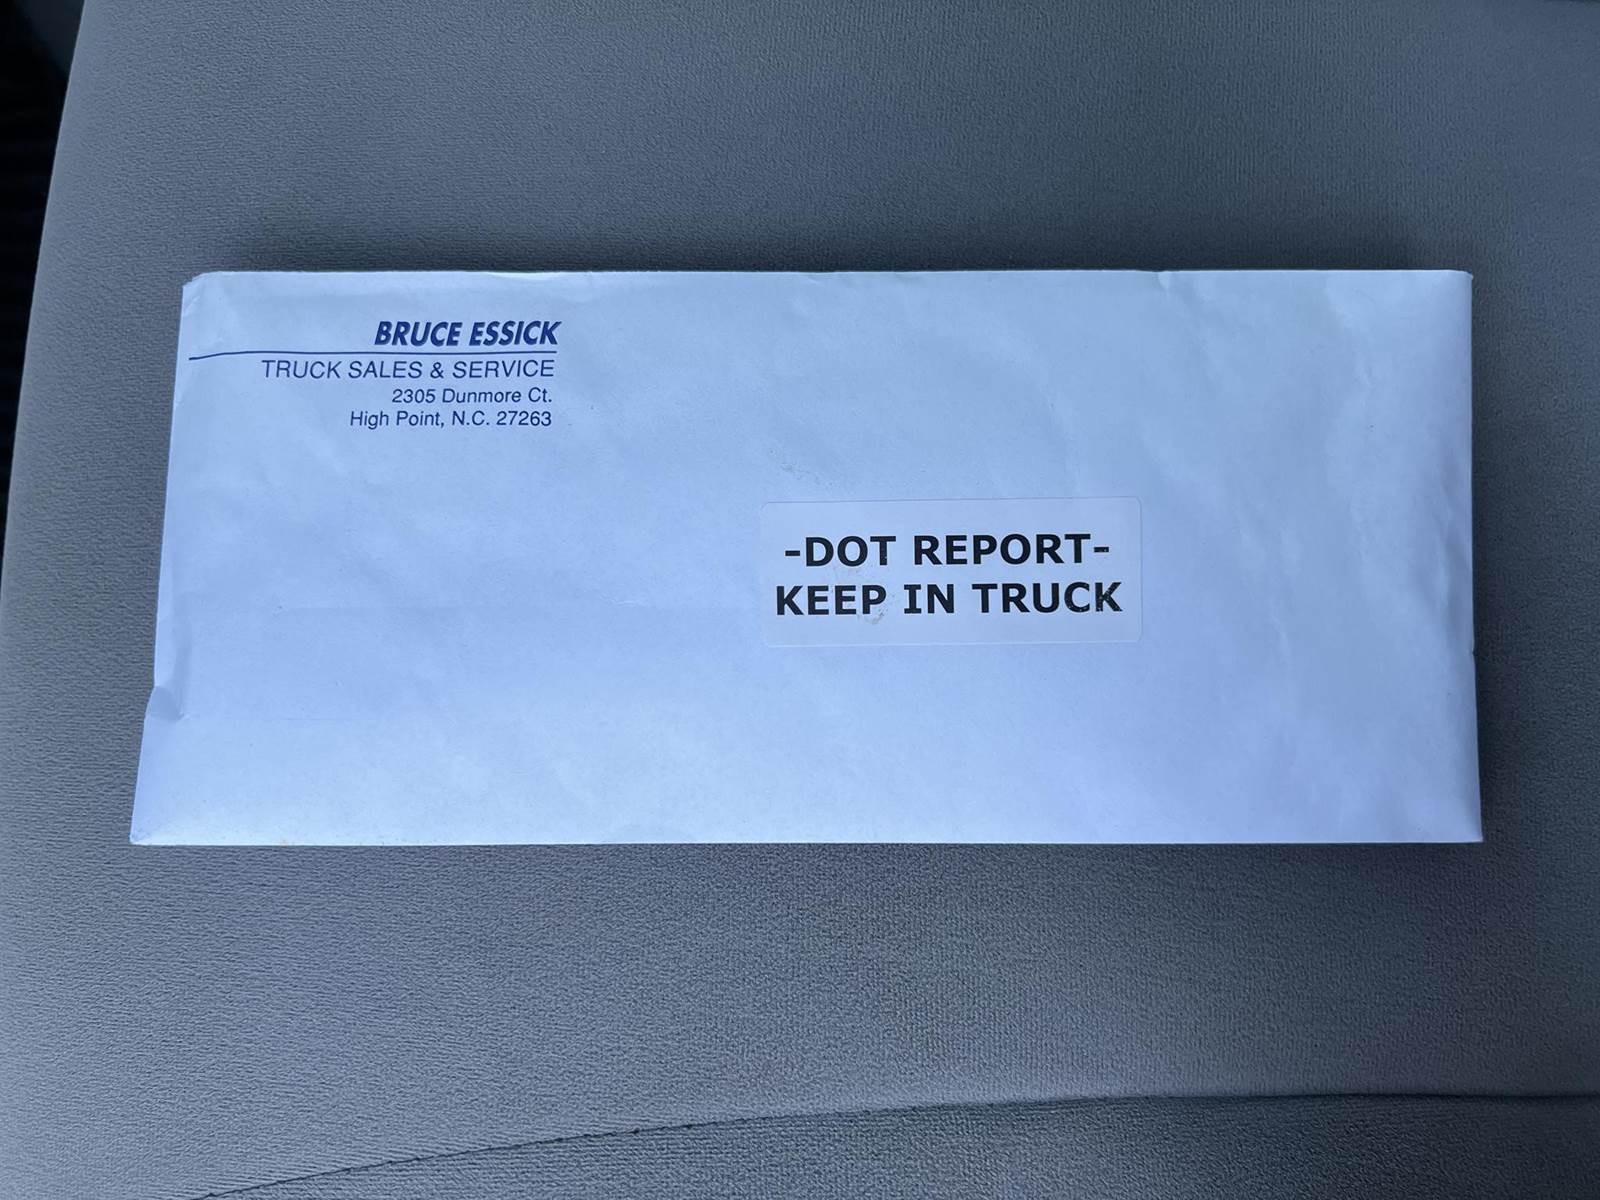 BRUCE ESSICK
TRUCK SALES & SERVICE
2305 Dunmore Ct.
High Point, N.C. 27263
-DOT REPORT-
KEEP IN TRUCK